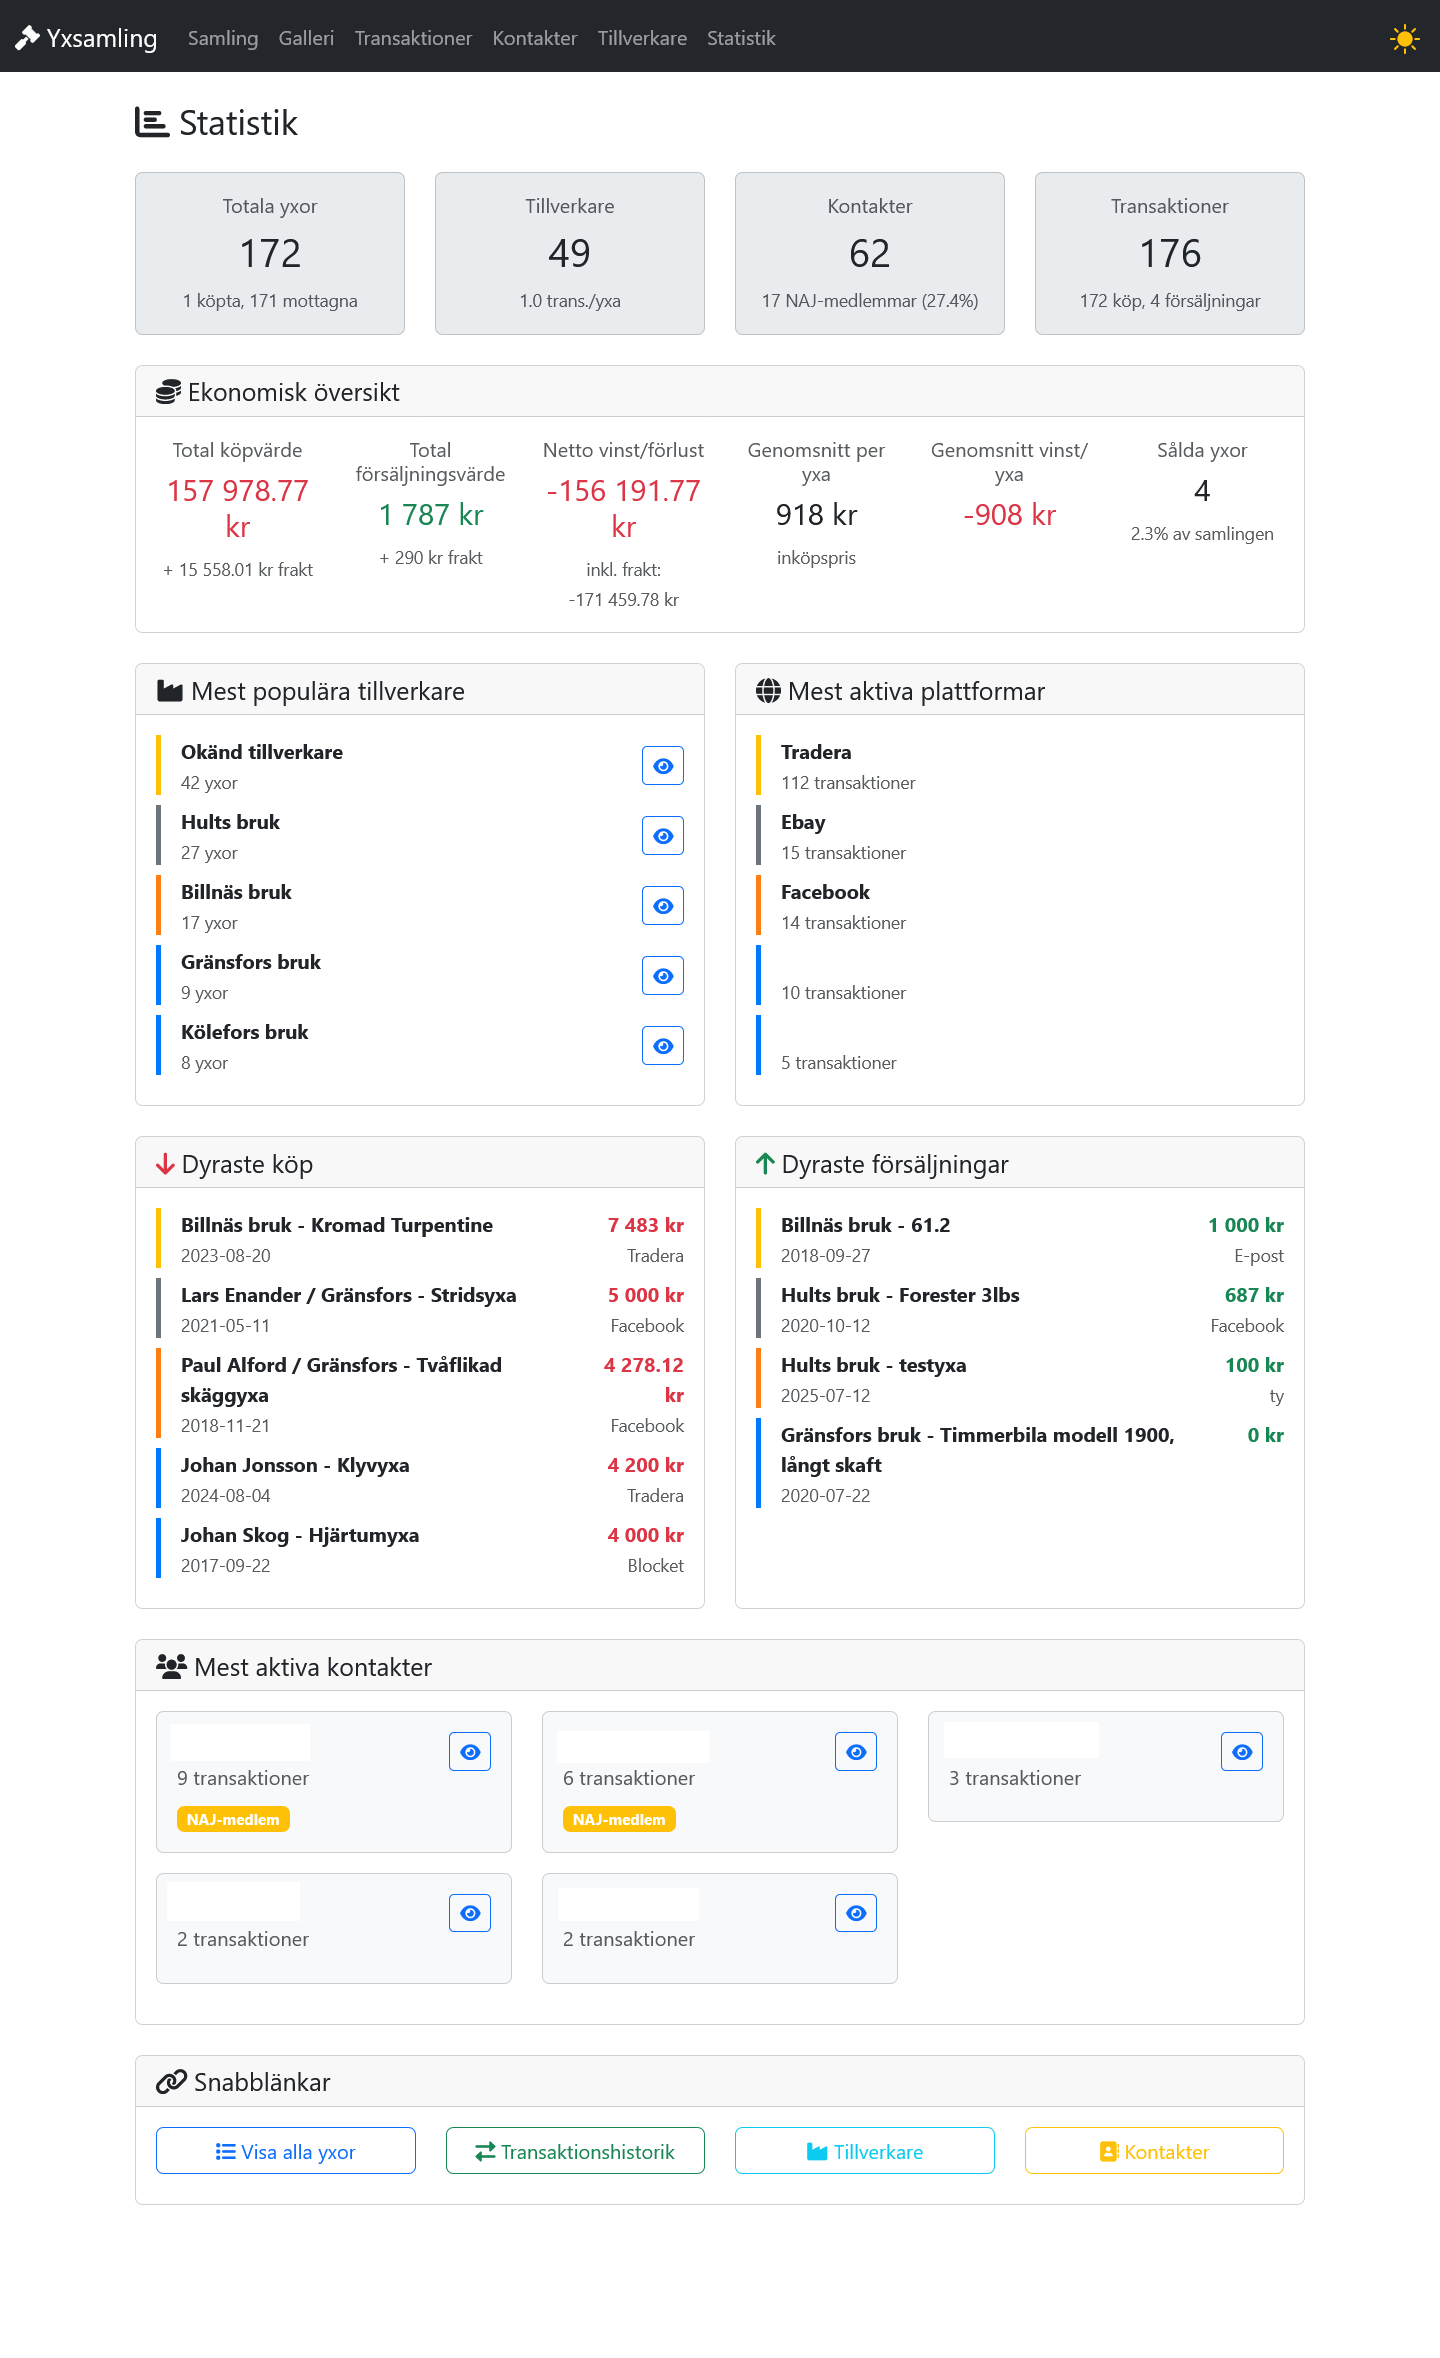 Yxsamling Samling Galleri Transaktioner Kontakter Tillverkare Statistik
Statistik
Totala yxor
172
1 köpta, 171 mottagna
Tillverkare
49
1.0 trans./yxa
Kontakter
62
17 NAJ-medlemmar (27.4%)
Transaktioner
176
172 köp, 4 försäljningar
Ekonomisk översikt
Total köpvärde
157 978.77
kr
+ 15 558.01 kr frakt
Total
försäljningsvärde
1 787 kr
+ 290 kr frakt
Netto vinst/förlust
-156 191.77
kr
inkl. frakt:
-171 459.78 kr
Genomsnitt per
yxa
918 kr
inköpspris
Genomsnitt vinst/
yxa
-908 kr
Sålda yxor
4
2.3% av samlingen
Mest populära tillverkare
Okänd tillverkare
42 yxor
Hults bruk
27 yxor
Billnäs bruk
17 yxor
Gränsfors bruk
9 yxor
Kölefors bruk
8 yxor
Mest aktiva plattformar
Tradera
112 transaktioner
Ebay
15 transaktioner
Facebook
14 transaktioner
10 transaktioner
5 transaktioner
Dyraste köp
Billnäs bruk - Kromad Turpentine 7 483 kr
2023-08-20 Tradera
Lars Enander / Gränsfors - Stridsyxa 5 000 kr
2021-05-11 Facebook
Paul Alford / Gränsfors - Tvåflikad 4 278.12
skäggyxa kr
2018-11-21 Facebook
Johan Jonsson - Klyvyxa 4 200 kr
2024-08-04 Tradera
Johan Skog - Hjärtumyxa 4 000 kr
2017-09-22 Blocket
Dyraste försäljningar
Billnäs bruk - 61.2 1 000 kr
2018-09-27 E-post
Hults bruk - Forester 3lbs 687 kr
2020-10-12 Facebook
Hults bruk - testyxa 100 kr
2025-07-12 ty
Gränsfors bruk - Timmerbila modell 1900, 0 kr
långt skaft
2020-07-22
Mest aktiva kontakter
9 transaktioner
NAJ-medlem
6 transaktioner
NAJ-medlem
3 transaktioner
2 transaktioner
2 transaktioner
Snabblänkar
Visa alla yxor
Transaktionshistorik
Tillverkare
Kontakter